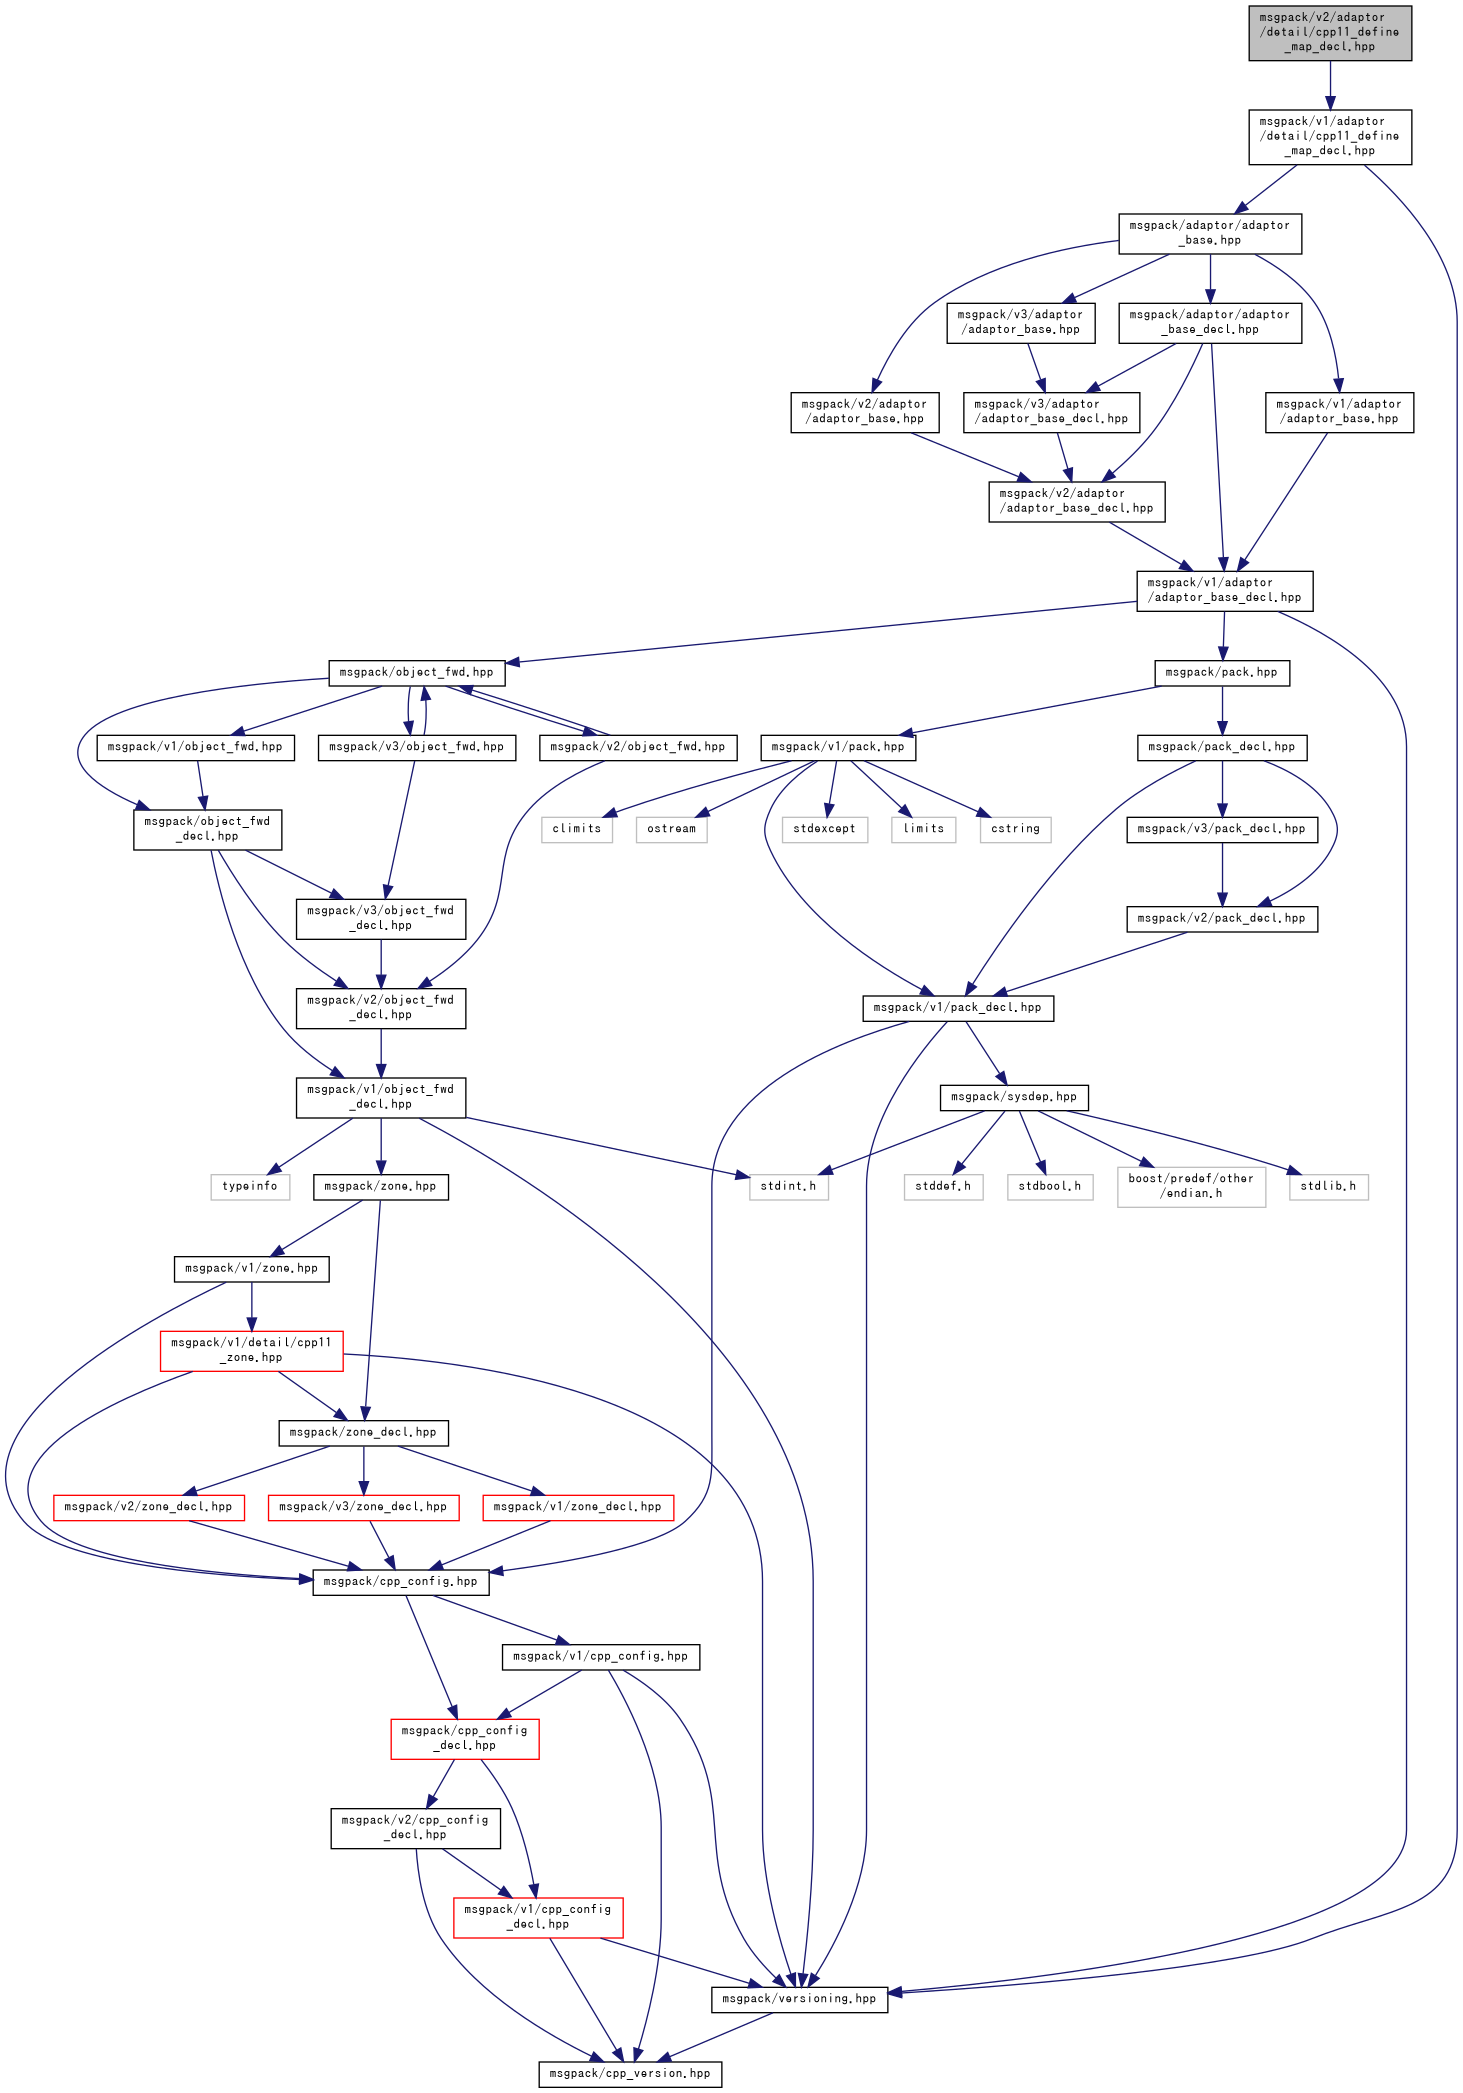 msgpack/v2/adaptor
/detail/cpp11_define
_map_decl.hpp
msgpack/v1/adaptor
/detail/cpp11_define
_map_decl.hpp
msgpack/adaptor/adaptor
_base.hpp
msgpack/v3/adaptor
/adaptor_base.hpp
msgpack/adaptor/adaptor
_base_decl.hpp
msgpack/v2/adaptor
/adaptor_base.hpp
msgpack/v3/adaptor
/adaptor_base_decl.hpp
msgpack/v1/adaptor
/adaptor_base.hpp
msgpack/v2/adaptor
/adaptor_base_decl.hpp
msgpack/v1/adaptor
/adaptor_base_decl.hpp
msgpack/object_fwd.hpp
msgpack/pack.hpp
msgpack/v1/object_fwd.hpp
msgpack/v3/object_fwd.hpp
msgpack/v2/object_fwd.hpp
msgpack/v1/pack.hpp
msgpack/pack_decl.hpp
msgpack/object_fwd
_decl.hpp
climits
ostream
stdexcept
limits
cstring
msgpack/v3/pack_decl.hpp
msgpack/v3/object_fwd
_decl.hpp
msgpack/v2/pack_decl.hpp
msgpack/v2/object_fwd
_decl.hpp
msgpack/v1/pack_decl.hpp
msgpack/v1/object_fwd
_decl.hpp
msgpack/sysdep.hpp
typeinfo
msgpack/zone.hpp
stdint.h
stddef.h
stdbool.h
boost/predef/other
/endian.h
stdlib.h
msgpack/v1/zone.hpp
msgpack/v1/detail/cpp11
_zone.hpp
msgpack/zone_decl.hpp
msgpack/v2/zone_decl.hpp
msgpack/v3/zone_decl.hpp
msgpack/v1/zone_decl.hpp
msgpack/cpp_config.hpp
msgpack/v1/cpp_config.hpp
msgpack/cpp_config
_decl.hpp
msgpack/v2/cpp_config
_decl.hpp
msgpack/v1/cpp_config
_decl.hpp
msgpack/versioning.hpp
msgpack/cpp_version.hpp